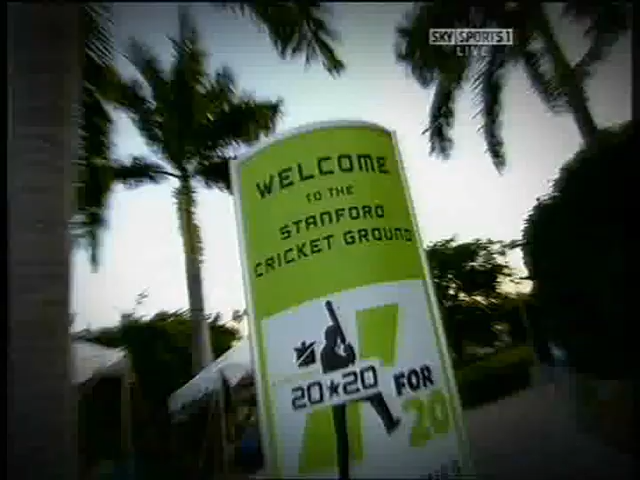 SKY SPORTS 1
LIVE
WELCOME
TO THE
STANFORD
CRICKET GROUND
20★20 FOR
20